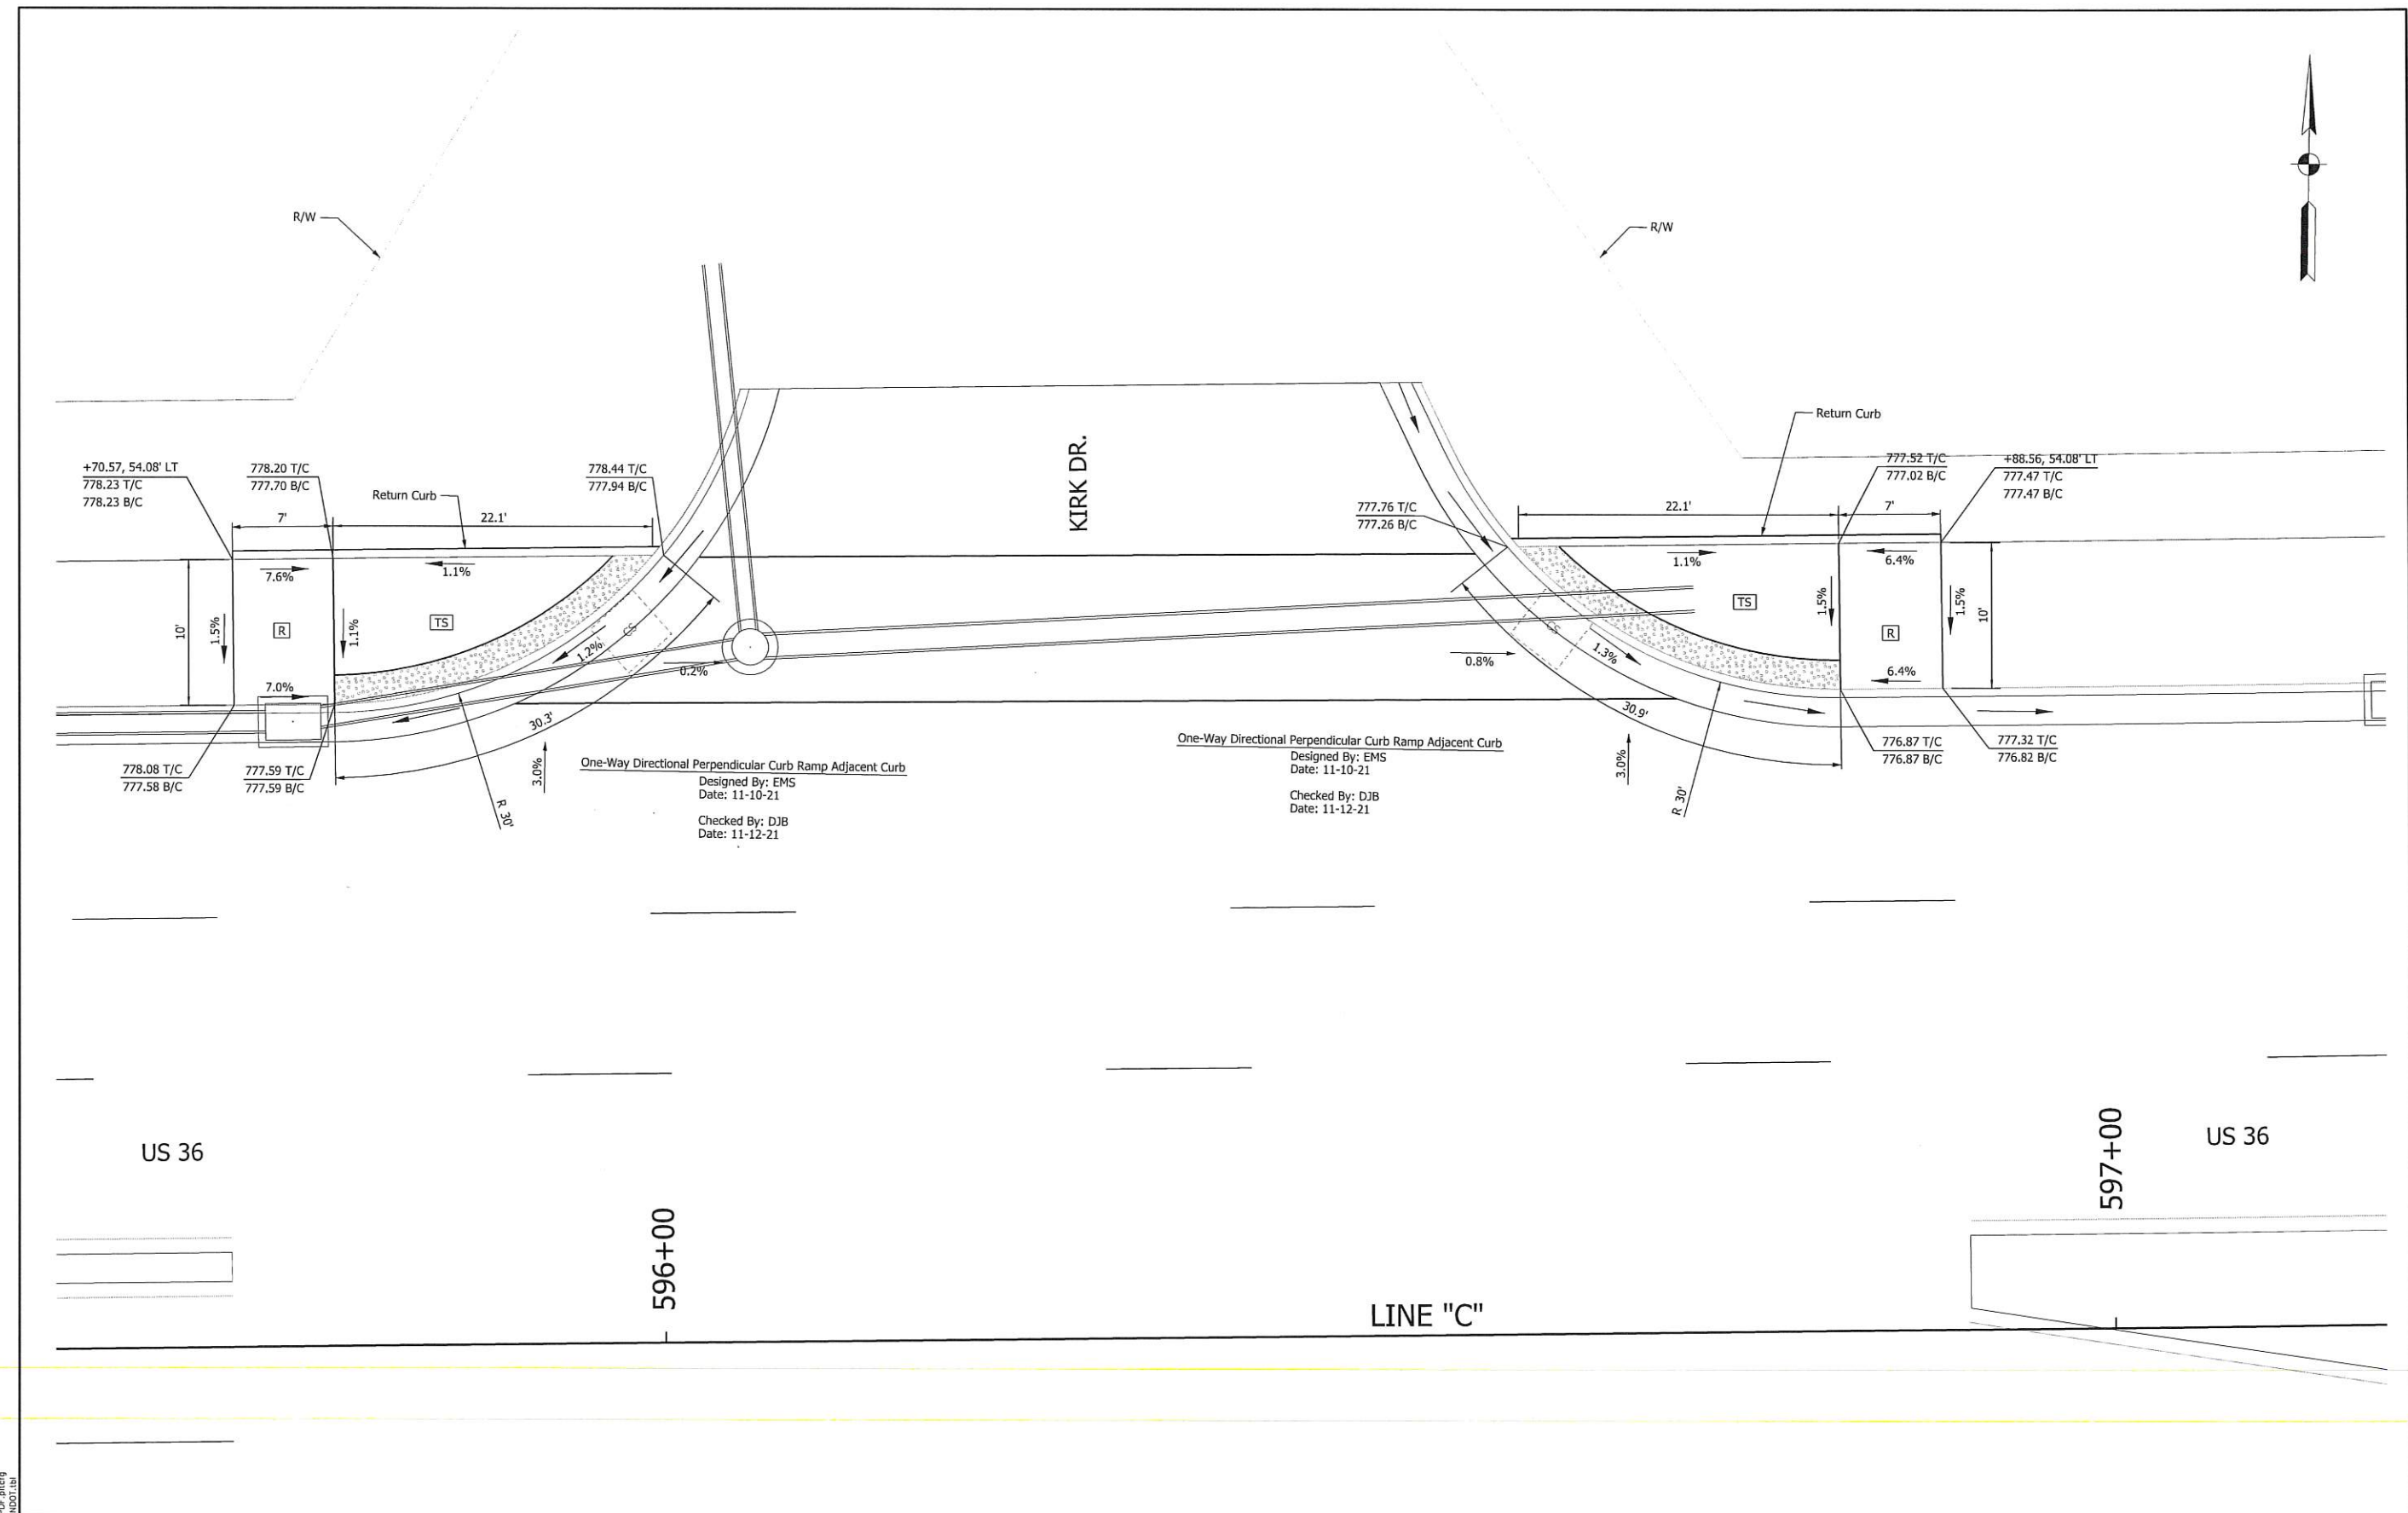 R/W
R/W
Return Curb
KIRK DR.
+70.57, 54.08' LT
778.23 T/C
778.23 B/C
778.20 T/C
777.70 B/C
Return Curb
778.44 T/C
777.94 B/C
777.52 T/C
777.02 B/C
+88.56, 54.08' LT
777.47 T/C
777.47 B/C
777.76 T/C
777.26 B/C
7'
22.1'
22.1'
7'
7.6%
1.1%
1.1%
6.4%
10'
1.5%
R
1.1%
TS
CS
1.2%
0.2%
0.8%
CS
1.3%
TS
1.5%
R
1.5%
10'
7.0%
6.4%
30.3'
30.9'
778.08 T/C
777.58 B/C
777.59 T/C
777.59 B/C
R 30'
3.0%
One-Way Directional Perpendicular Curb Ramp Adjacent Curb
Designed By: EMS
Date: 11-10-21
Checked By: DJB
Date: 11-12-21
One-Way Directional Perpendicular Curb Ramp Adjacent Curb
Designed By: EMS
Date: 11-10-21
Checked By: DJB
Date: 11-12-21
3.0%
R 30'
776.87 T/C
776.87 B/C
777.32 T/C
776.82 B/C
US 36
US 36
596+00
597+00
LINE "C"